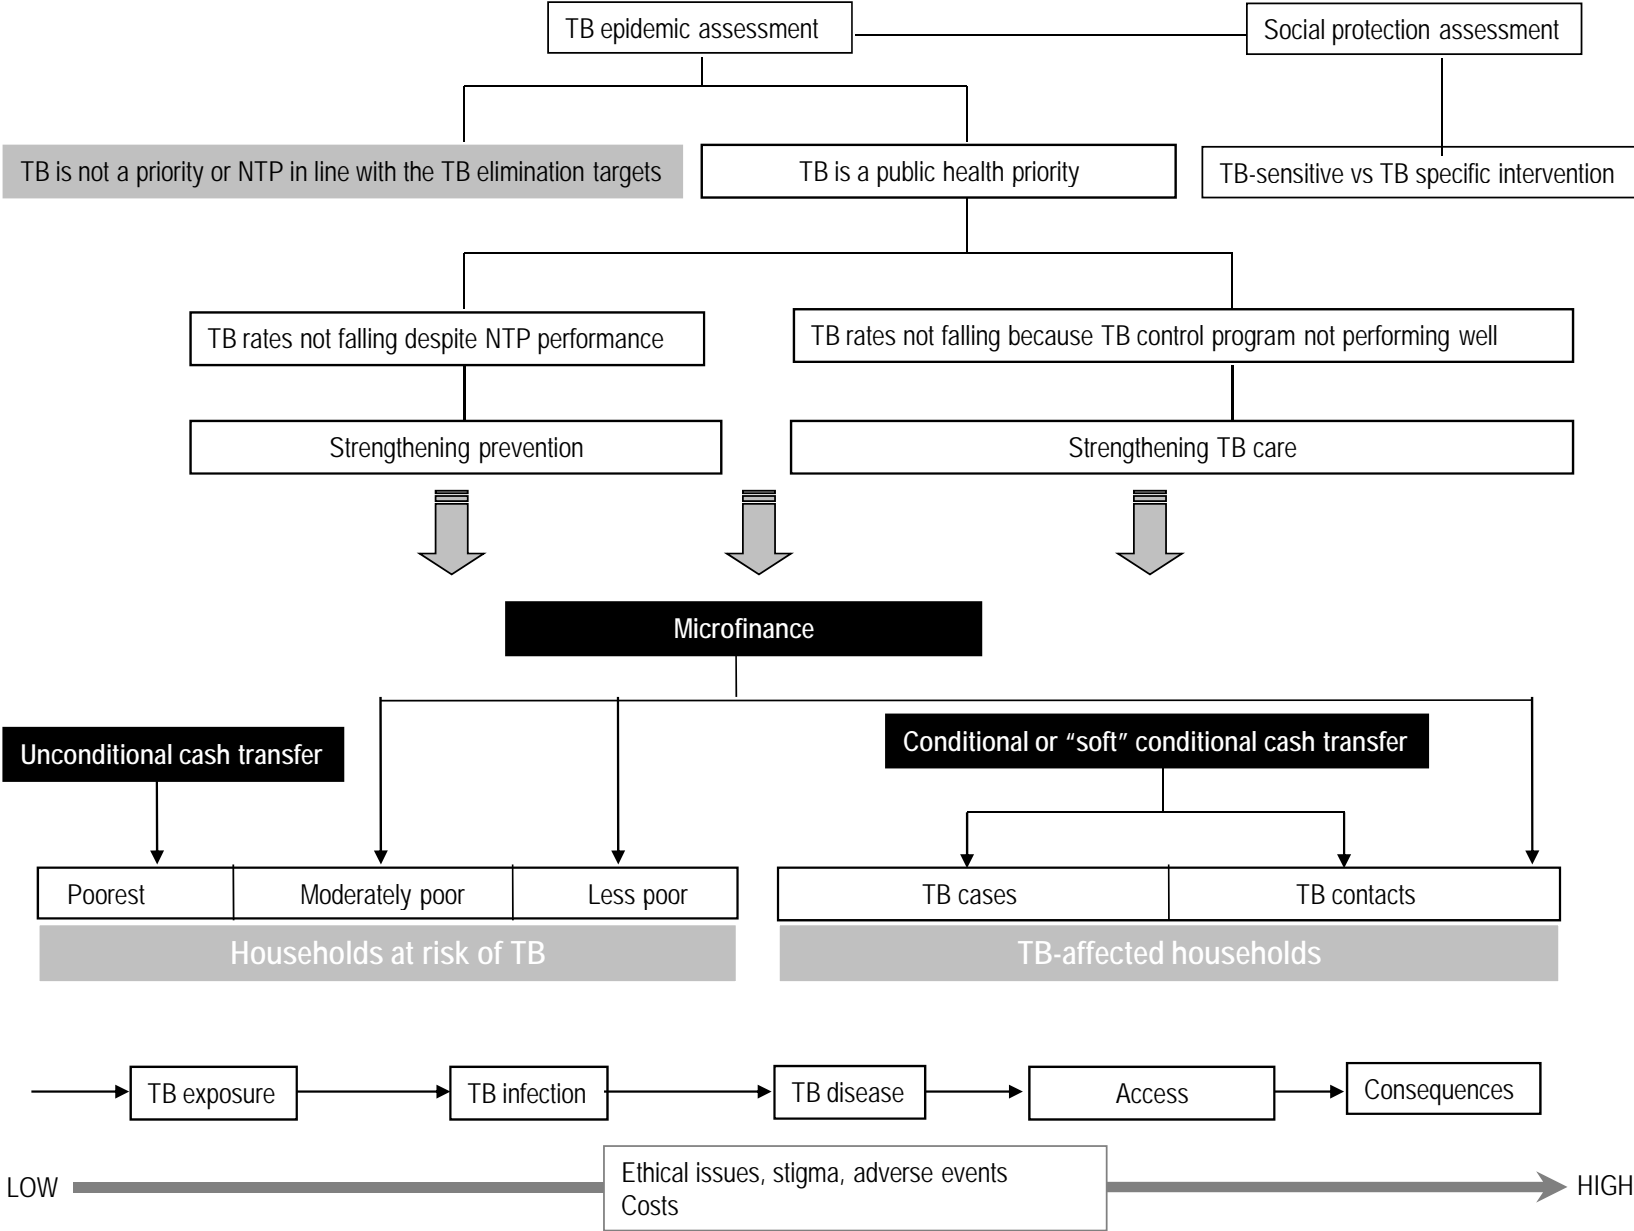 TB epidemic assessment
Social protection assessment
TB is not a priority or NTP in line with the TB elimination targets
TB is a public health priority
TB-sensitive vs TB specific intervention
TB rates not falling despite NTP performance
TB rates not falling because TB control program not performing well
Strengthening prevention
Strengthening TB care
Microfinance
Unconditional cash transfer
Conditional or “soft” conditional cash transfer
Poorest
Moderately poor
Less poor
TB cases
TB contacts
Households at risk of TB
TB-affected households
TB exposure
TB infection
TB disease
Access
Consequences
LOW
Ethical issues, stigma, adverse events
Costs
HIGH